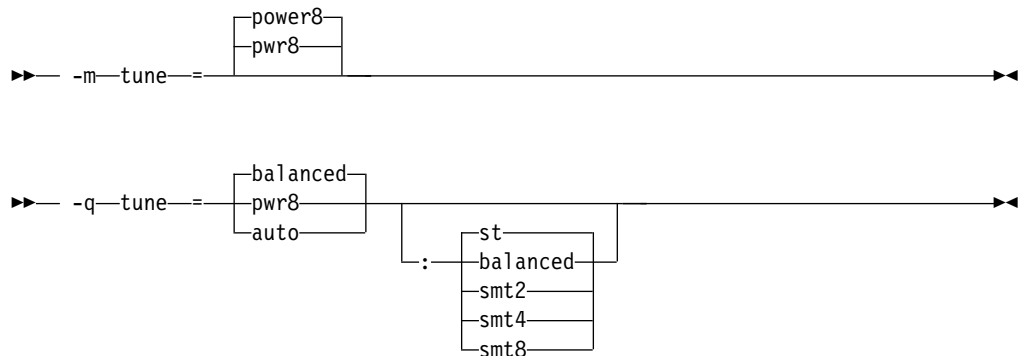 power8
pwr8
-m tune =
balanced
-q tune = pwr8
auto
st
: balanced
smt2
smt4
smt8